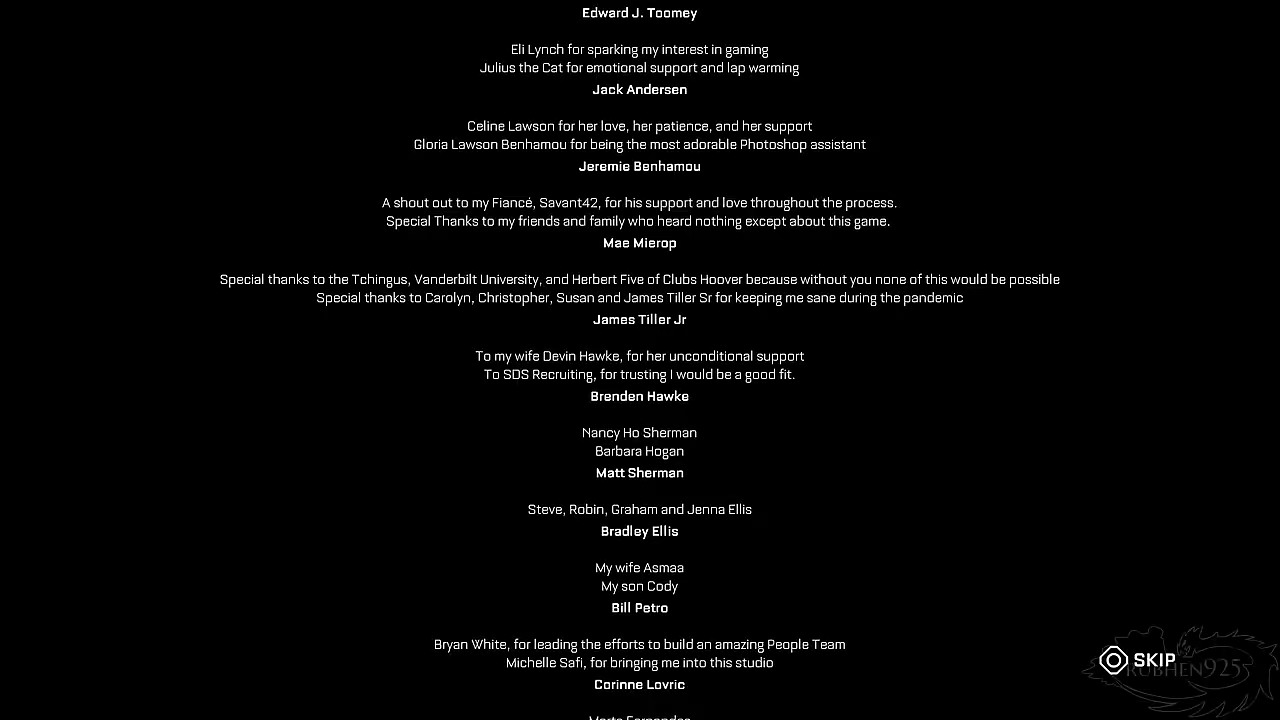 Edward J. Toomey
Eli Lynch for sparking my interest in gaming
Julius the Cat for emotional support and lap warming
Jack Andersen
Celine Lawson for her love, her patience, and her support
Gloria Lawson Benhamou for being the most adorable Photoshop assistant
Jeremie Benhamou
A shout out to my Fiancé, Savant42, for his support and love throughout the process.
Special Thanks to my friends and family who heard nothing except about this game.
Mae Mierop
Special thanks to the Tchingus, Vanderbilt University, and Herbert Five of Clubs Hoover because without you none of this would be possible
Special thanks to Carolyn, Christopher, Susan and James Tiller Sr for keeping me sane during the pandemic
James Tiller Jr
To my wife Devin Hawke, for her unconditional support
To SDS Recruiting, for trusting I would be a good fit.
Brenden Hawke
Nancy Ho Sherman
Barbara Hogan
Matt Sherman
Steve, Robin, Graham and Jenna Ellis
Bradley Ellis
My wife Asmaa
My son Cody
Bill Petro
Bryan White, for leading the efforts to build an amazing People Team
Michelle Safi, for bringing me into this studio
Corinne Lovric
SKIP
RUBHEN925